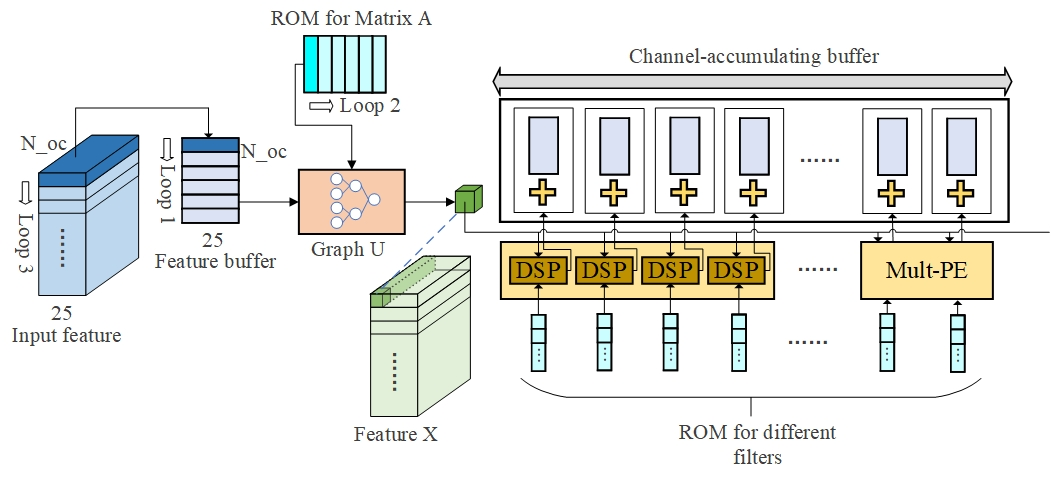 ROM for Matrix A
Channel-accumulating buffer
Loop 2
N_oc
N_oc
Loop 1
Loop 3
......
......
25
Feature buffer
Graph U
25
Input feature
DSP
DSP
DSP
DSP
......
Mult-PE
......
......
Feature X
ROM for different
filters